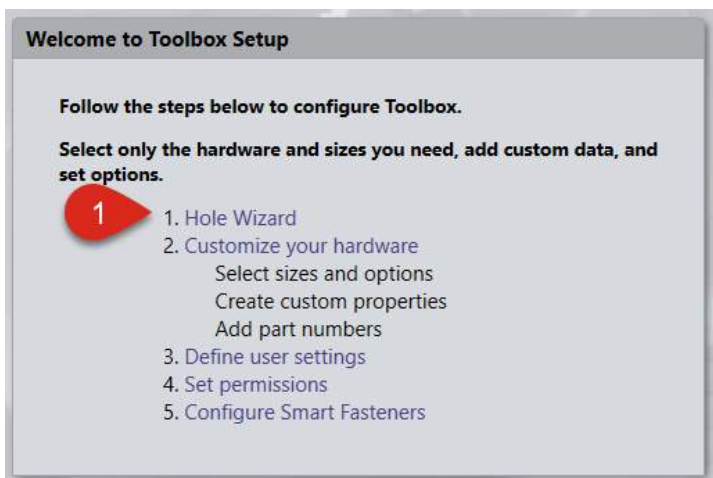 Welcome to Toolbox Setup
Follow the steps below to configure Toolbox.
Select only the hardware and sizes you need, add custom data, and
set options.
1
1. Hole Wizard
2. Customize your hardware
Select sizes and options
Create custom properties
Add part numbers
3. Define user settings
4. Set permissions
5. Configure Smart Fasteners